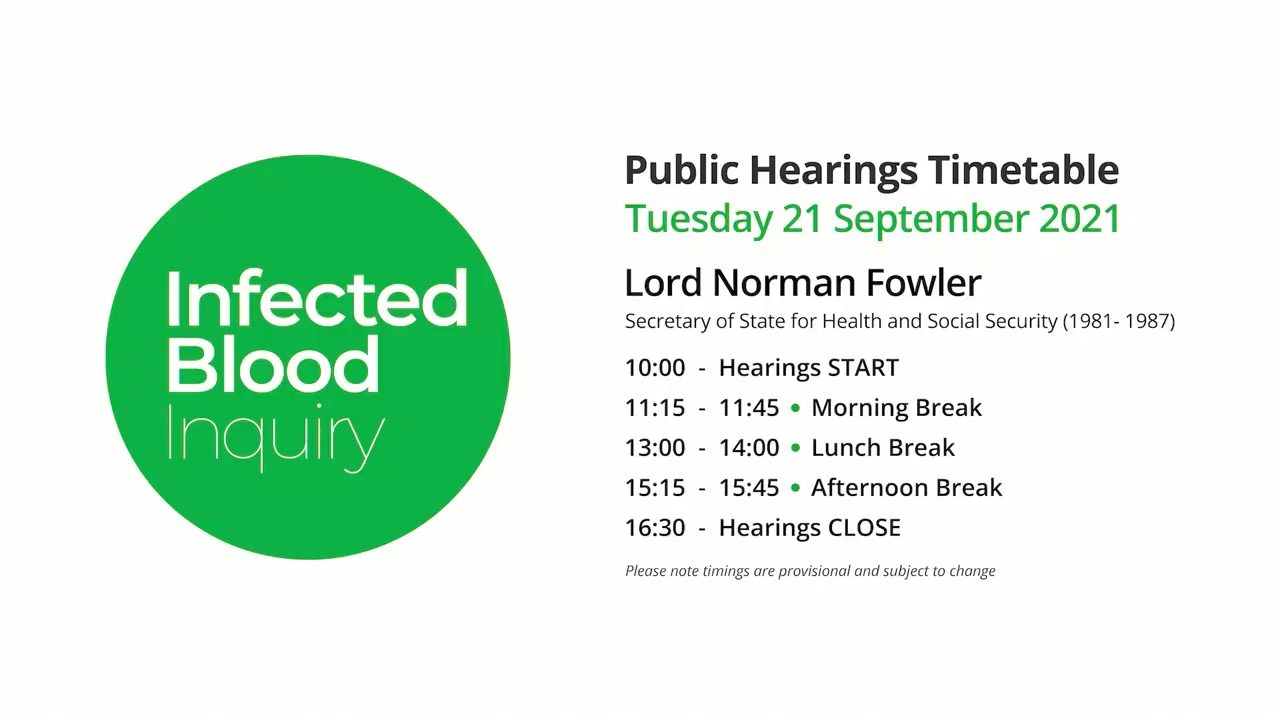 Infected
Blood
Inquiry
Public Hearings Timetable
Tuesday 21 September 2021
Lord Norman Fowler
Secretary of State for Health and Social Security (1981- 1987)
10:00 - Hearings START
11:15 - 11:45 • Morning Break
13:00 - 14:00 • Lunch Break
15:15 - 15:45 • Afternoon Break
16:30 - Hearings CLOSE
Please note timings are provisional and subject to change